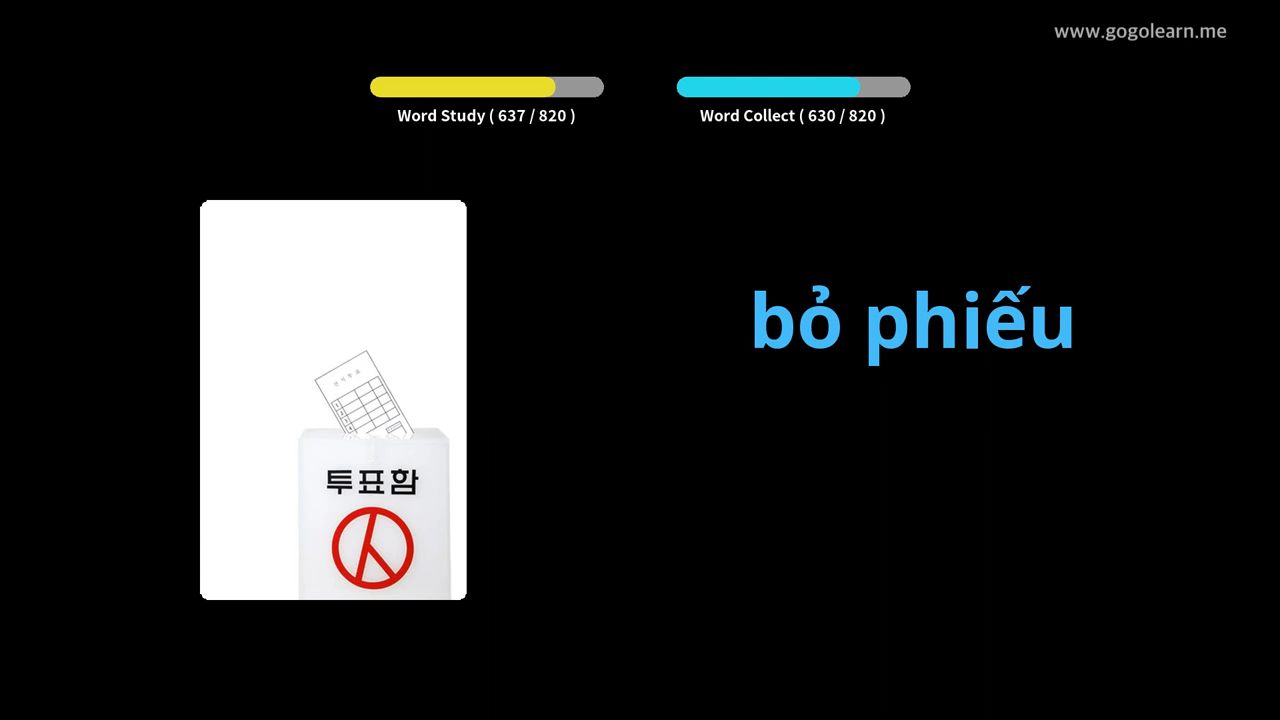 www.gogolearn.me
Word Study ( 637 / 820 )
Word Collect ( 630 / 820 )
bỏ phiếu
투표함